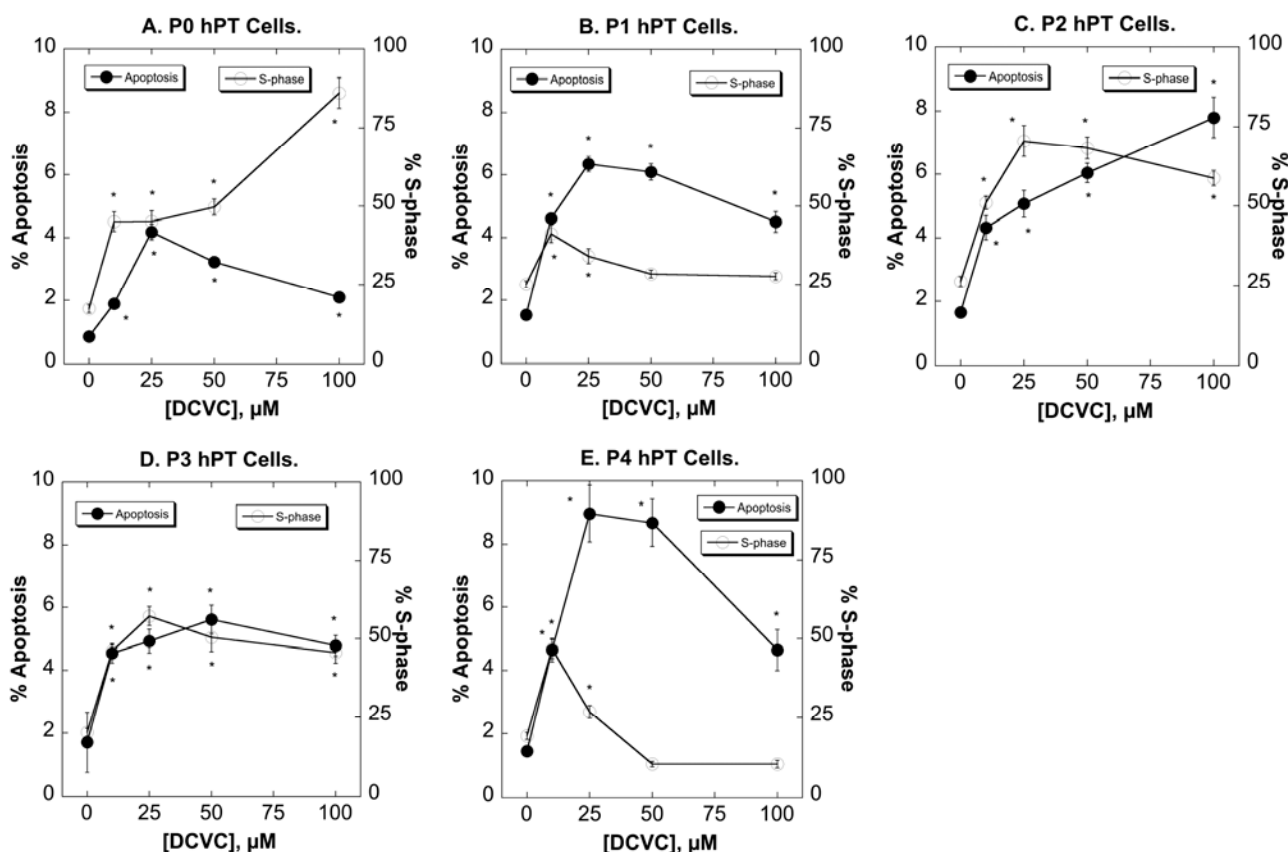 A. P0 hPT Cells.
10
8
6
4
2
0
% Apoptosis
Apoptosis
S-phase
100
75
50
25
0
% S-phase
* * * * * * * *
0 25 50 75 100
[DCVC], µM
B. P1 hPT Cells.
10
8
6
4
2
0
% Apoptosis
Apoptosis
S-phase
100
75
50
25
0
% S-phase
* * * * * *
0 25 50 75 100
[DCVC], µM
C. P2 hPT Cells.
10
8
6
4
2
0
% Apoptosis
Apoptosis
S-phase
100
75
50
25
0
% S-phase
* * * * * * * *
0 25 50 75 100
[DCVC], µM
D. P3 hPT Cells.
10
8
6
4
2
0
% Apoptosis
Apoptosis
S-phase
100
75
50
25
0
% S-phase
* * * * * * * *
0 25 50 75 100
[DCVC], µM
E. P4 hPT Cells.
10
8
6
4
2
0
% Apoptosis
Apoptosis
S-phase
100
75
50
25
0
% S-phase
* * * * * *
0 25 50 75 100
[DCVC], µM